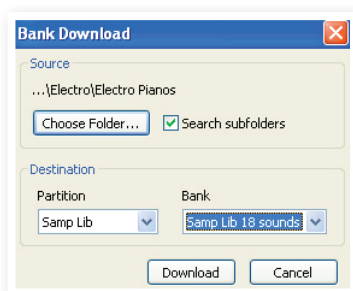 Bank Download
Source
...\Electro\Electro Pianos
Choose Folder... Search subfolders
Destination
Partition Bank
Samp Lib Samp Lib 18 sounds
Download Cancel